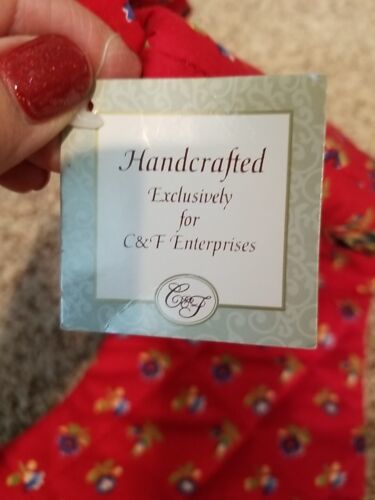 Handcrafted
Exclusively
for
C&F Enterprises
C&F